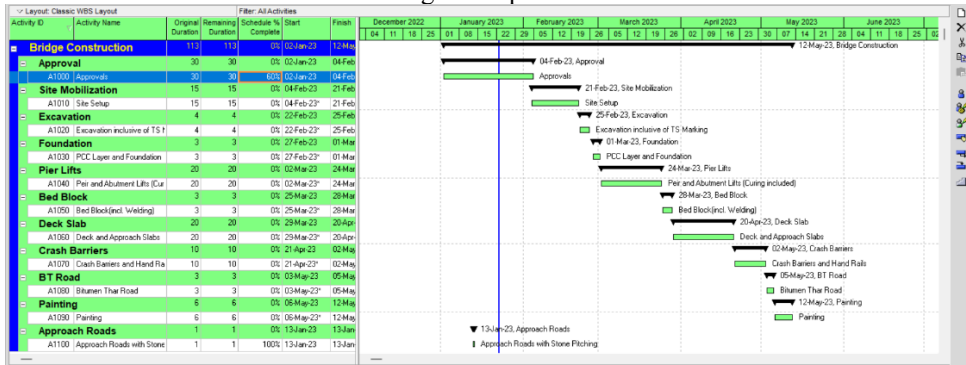 Layout: Classic WBS Layout Filter: All Activities
Activity ID Activity Name Original Duration Remaining Duration Schedule % Complete Start Finish
December 2022 January 2023 February 2023 March 2023 April 2023 May 2023 June 2023
04 11 18 25 01 08 15 22 29 05 12 19 26 05 12 19 26 02 09 16 23 30 07 14 21 28 04 11 18 25 02
Bridge Construction 113 113 0% 02-Jan-23 12-May 12-May-23, Bridge Construction
Approval 30 30 0% 02-Jan-23 04-Feb 04-Feb-23, Approval
A1000 Approvals 30 30 60% 02-Jan-23 04-Feb Approvals
Site Mobilization 15 15 0% 04-Feb-23 21-Feb 21-Feb-23, Site Mobilization
A1010 Site Setup 15 15 0% 04-Feb-23* 21-Feb Site Setup
Excavation 4 4 0% 22-Feb-23 25-Feb 25-Feb-23, Excavation
A1020 Excavation inclusive of TS M 4 4 0% 22-Feb-23* 25-Feb Excavation inclusive of TS Marking
Foundation 3 3 0% 27-Feb-23 01-Mar 01-Mar-23, Foundation
A1030 PCC Layer and Foundation 3 3 0% 27-Feb-23* 01-Mar PCC Layer and Foundation
Pier Lifts 20 20 0% 02-Mar-23 24-Mar 24-Mar-23, Pier Lifts
A1040 Peir and Abutment Lifts (Cur 20 20 0% 02-Mar-23* 24-Mar Peir and Abutment Lifts (Curing included)
Bed Block 3 3 0% 25-Mar-23 28-Mar 28-Mar-23, Bed Block
A1050 Bed Block(incl. Welding) 3 3 0% 25-Mar-23* 28-Mar Bed Block(incl. Welding)
Deck Slab 20 20 0% 29-Mar-23 20-Apr- 20-Apr-23, Deck Slab
A1060 Deck and Approach Slabs 20 20 0% 29-Mar-23* 20-Apr- Deck and Approach Slabs
Crash Barriers 10 10 0% 21-Apr-23 02-May 02-May-23, Crash Barriers
A1070 Crash Barriers and Hand Ra 10 10 0% 21-Apr-23* 02-May Crash Barriers and Hand Rails
BT Road 3 3 0% 03-May-23 05-May 05-May-23, BT Road
A1080 Bitumen Thar Road 3 3 0% 03-May-23* 05-May Bitumen Thar Road
Painting 6 6 0% 06-May-23 12-May 12-May-23, Painting
A1090 Painting 6 6 0% 06-May-23* 12-May Painting
Approach Roads 1 1 0% 13-Jan-23 13-Jan- 13-Jan-23, Approach Roads
A1100 Approach Roads with Stone 1 1 100% 13-Jan-23 13-Jan- Approach Roads with Stone Pitching